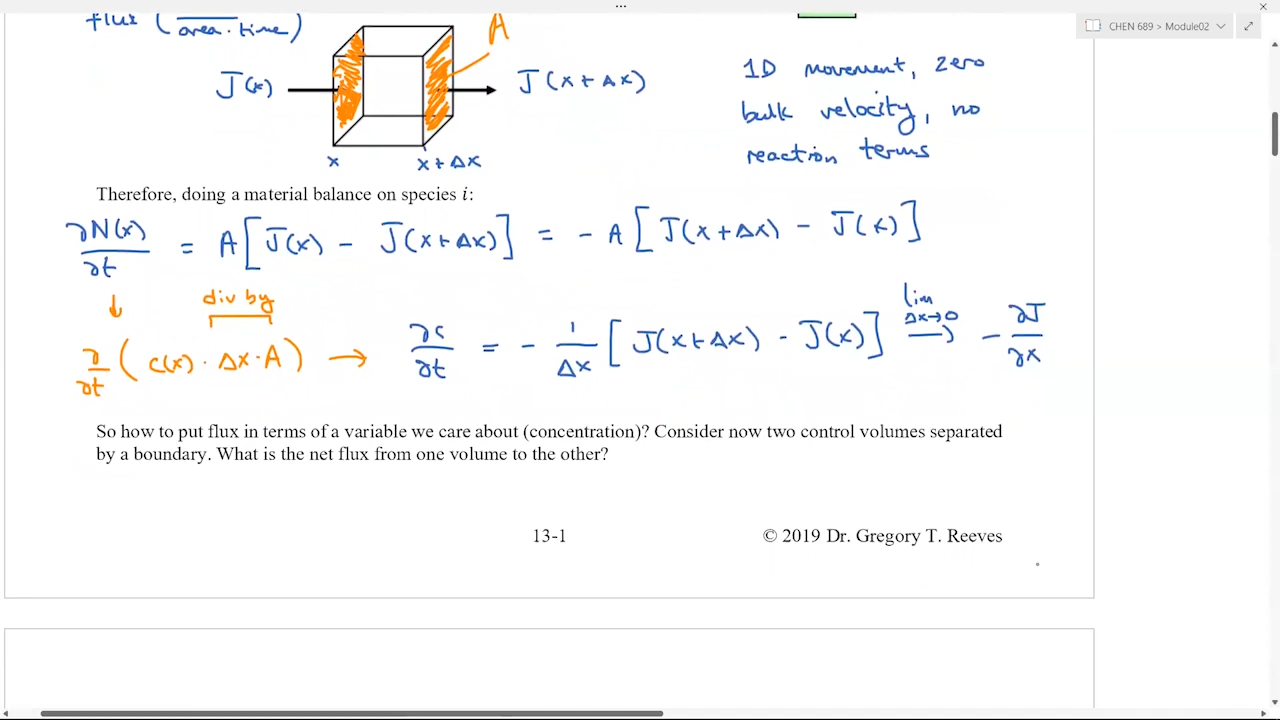 ...
CHEN 689 > Module02
flux ( / area · time )
A
J(x) J(x+Δx)
x x+Δx
1D movement, zero
bulk velocity, no
reaction terms
Therefore, doing a material balance on species i:
∂N(x)/∂t = A[J(x) - J(x+Δx)] = -A[J(x+Δx) - J(x)]
↓ div by
∂/∂t (c(x) · Δx · A) → ∂c/∂t = - 1/Δx [J(x+Δx) - J(x)] lim Δx→0 → - ∂J/∂x
So how to put flux in terms of a variable we care about (concentration)? Consider now two control volumes separated
by a boundary. What is the net flux from one volume to the other?
13-1 © 2019 Dr. Gregory T. Reeves